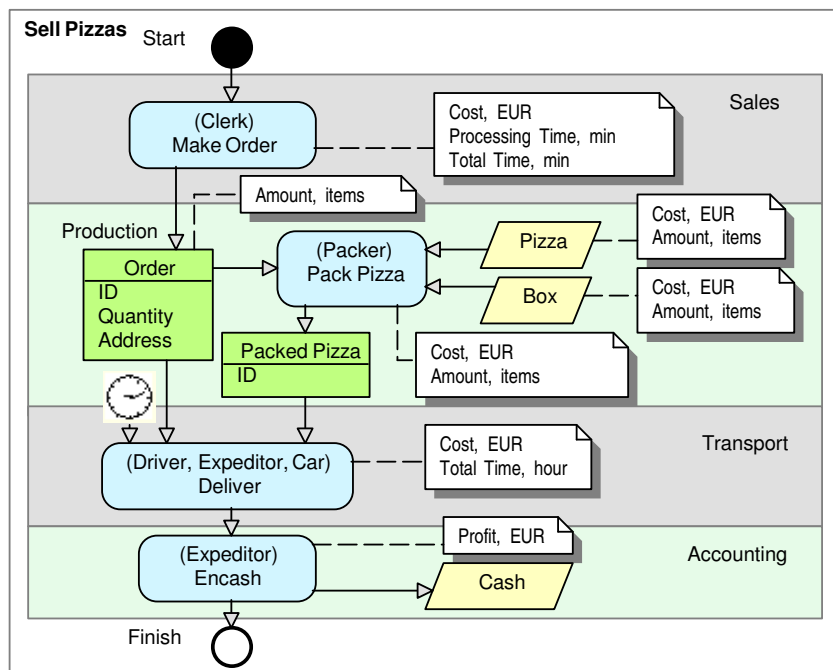 Sell Pizzas
Start
Sales
(Clerk)
Make Order
Cost, EUR
Processing Time, min
Total Time, min
Amount, items
Production
Order
ID
Quantity
Address
(Packer)
Pack Pizza
Pizza
Cost, EUR
Amount, items
Box
Cost, EUR
Amount, items
Packed Pizza
ID
Cost, EUR
Amount, items
Transport
(Driver, Expeditor, Car)
Deliver
Cost, EUR
Total Time, hour
Accounting
(Expeditor)
Encash
Profit, EUR
Cash
Finish